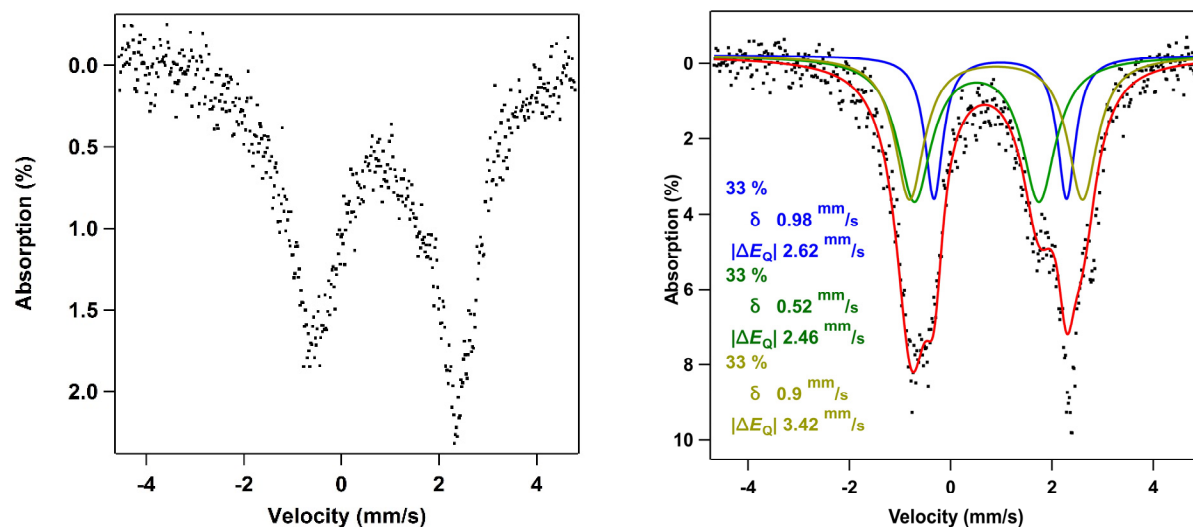 0.0
0.5
1.0
1.5
2.0
Absorption (%)
-4
-2
0
2
4
Velocity (mm/s)
0
2
4
6
8
10
Absorption (%)
33 %
δ 0.98 mm/s
|ΔEQ| 2.62 mm/s
33 %
δ 0.52 mm/s
|ΔEQ| 2.46 mm/s
33 %
δ 0.9 mm/s
|ΔEQ| 3.42 mm/s
-4
-2
0
2
4
Velocity (mm/s)